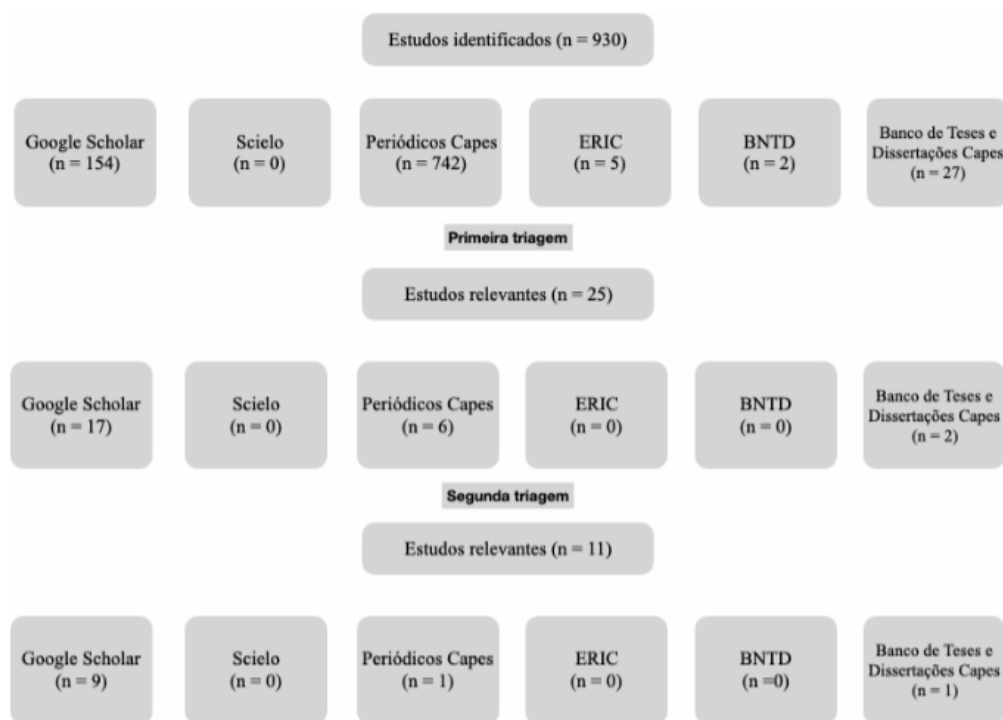 Estudos identificados (n = 930)
Google Scholar
(n = 154)
Scielo
(n = 0)
Periódicos Capes
(n = 742)
ERIC
(n = 5)
BNTD
(n = 2)
Banco de Teses e
Dissertações Capes
(n = 27)
Primeira triagem
Estudos relevantes (n = 25)
Google Scholar
(n = 17)
Scielo
(n = 0)
Periódicos Capes
(n = 6)
ERIC
(n = 0)
BNTD
(n = 0)
Banco de Teses e
Dissertações Capes
(n = 2)
Segunda triagem
Estudos relevantes (n = 11)
Google Scholar
(n = 9)
Scielo
(n = 0)
Periódicos Capes
(n = 1)
ERIC
(n = 0)
BNTD
(n =0)
Banco de Teses e
Dissertações Capes
(n = 1)